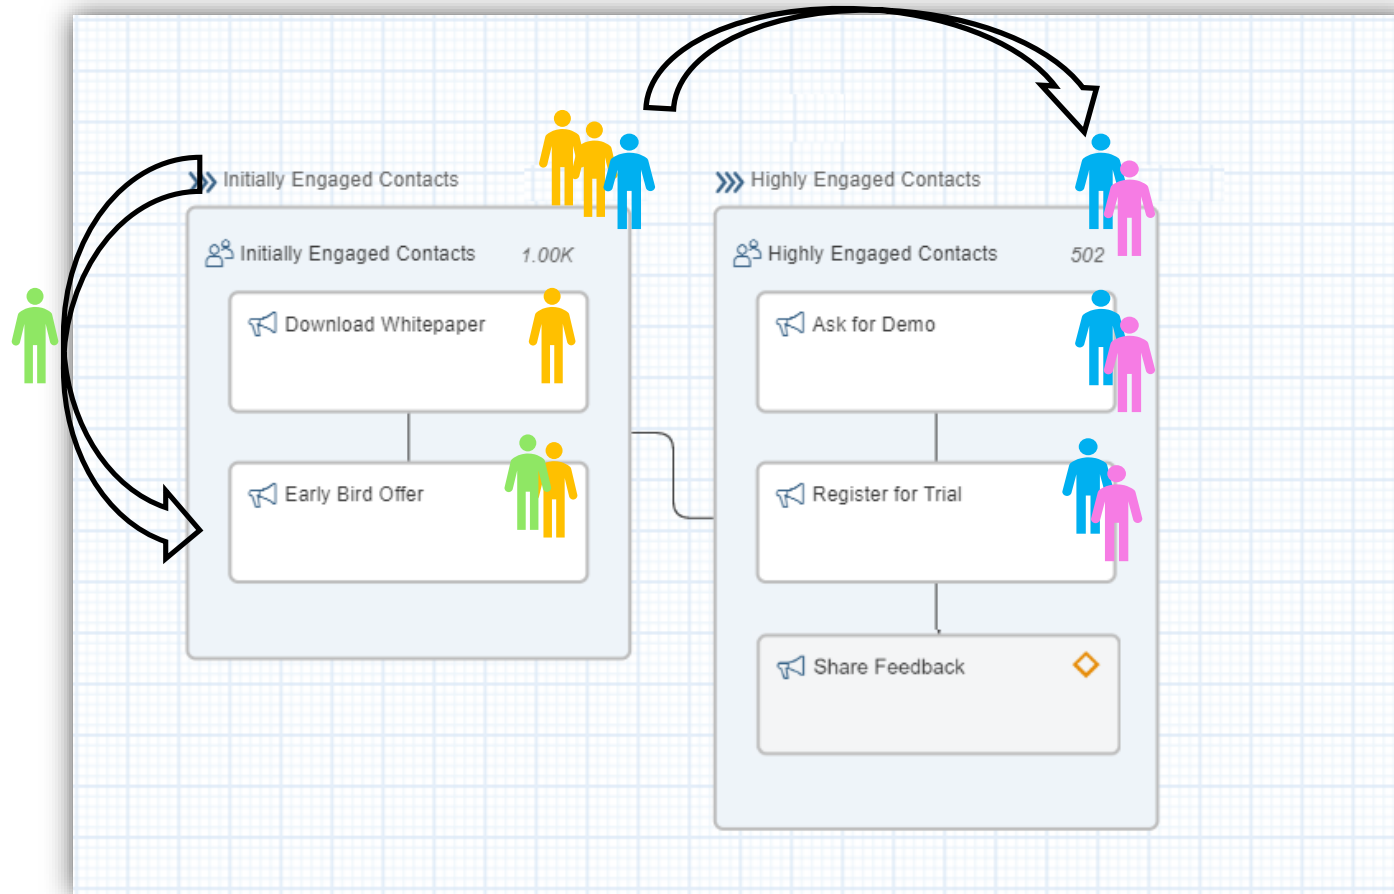 Initially Engaged Contacts
Initially Engaged Contacts 1.00K
Download Whitepaper
Early Bird Offer
Highly Engaged Contacts
Highly Engaged Contacts 502
Ask for Demo
Register for Trial
Share Feedback